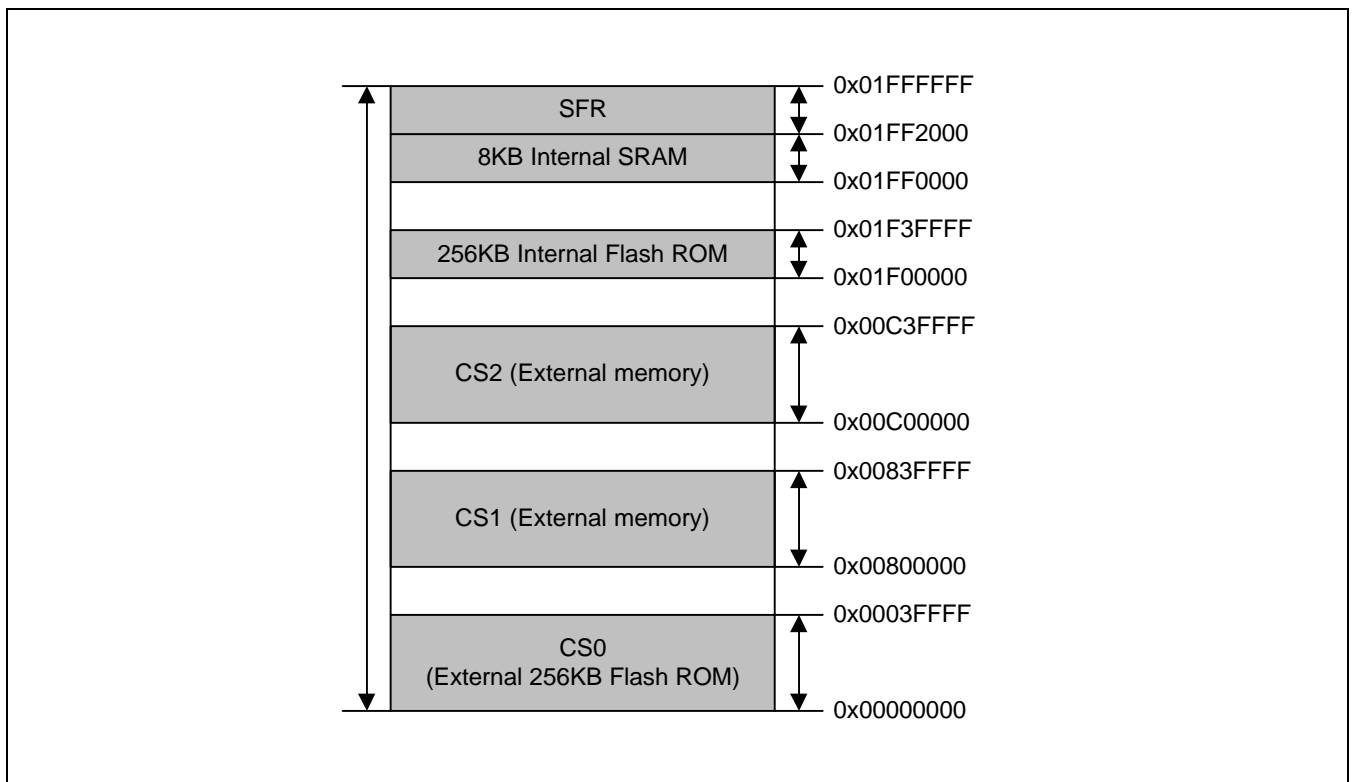 0x01FFFFFF
SFR
0x01FF2000
8KB Internal SRAM
0x01FF0000
0x01F3FFFF
256KB Internal Flash ROM
0x01F00000
0x00C3FFFF
CS2 (External memory)
0x00C00000
0x0083FFFF
CS1 (External memory)
0x00800000
0x0003FFFF
CS0
(External 256KB Flash ROM)
0x00000000